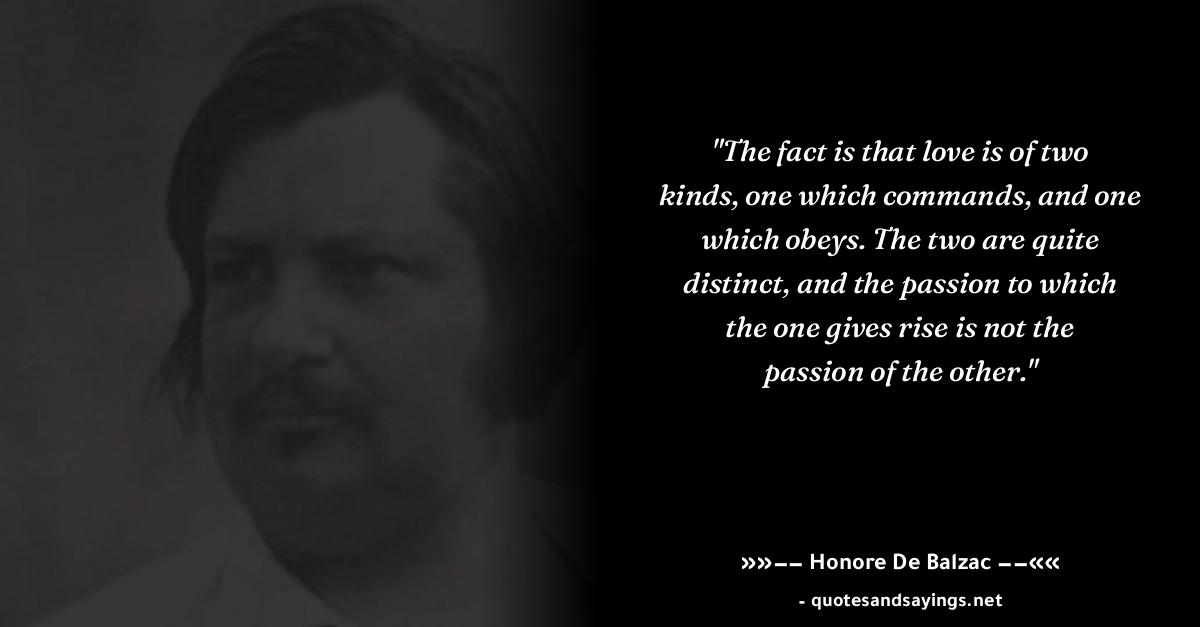 "The fact is that love is of two
kinds, one which commands, and one
which obeys. The two are quite
distinct, and the passion to which
the one gives rise is not the
passion of the other."
»»–– Honore De Balzac ––««
- quotesandsayings.net